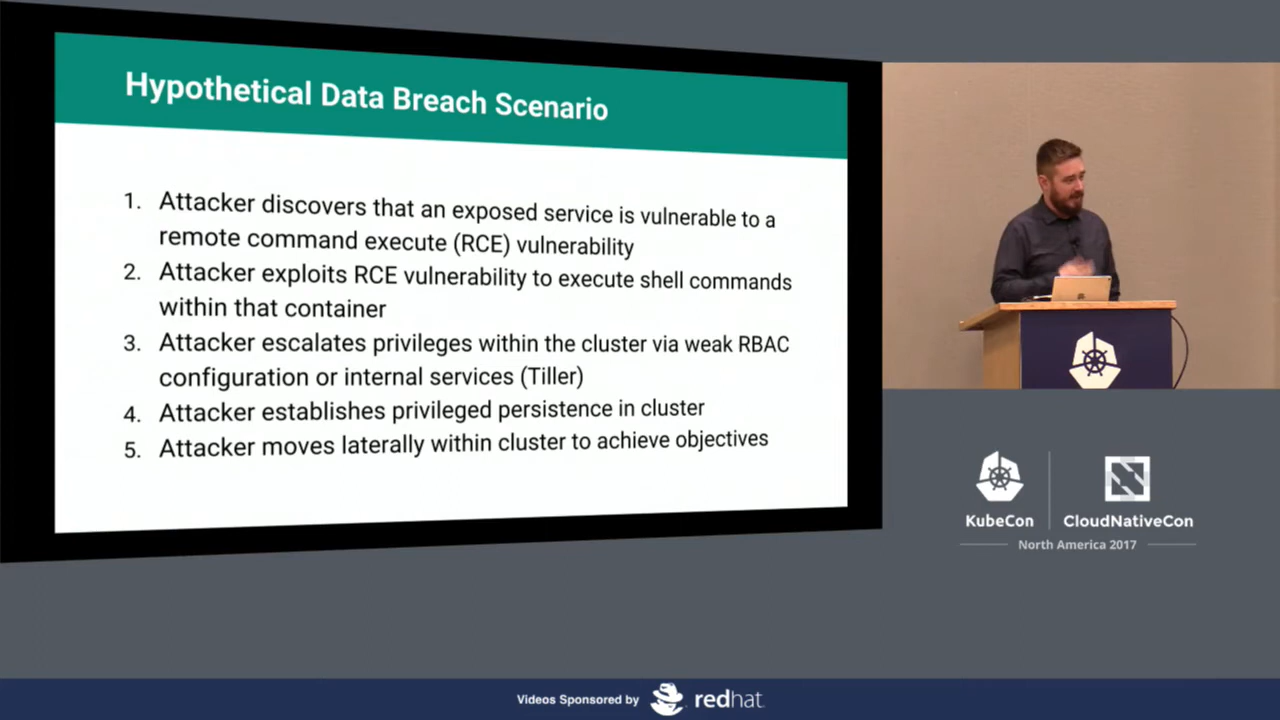 Hypothetical Data Breach Scenario
1. Attacker discovers that an exposed service is vulnerable to a
remote command execute (RCE) vulnerability
2. Attacker exploits RCE vulnerability to execute shell commands
within that container
3. Attacker escalates privileges within the cluster via weak RBAC
configuration or internal services (Tiller)
4. Attacker establishes privileged persistence in cluster
5. Attacker moves laterally within cluster to achieve objectives
KubeCon
CloudNativeCon
North America 2017
Videos Sponsored by
redhat.